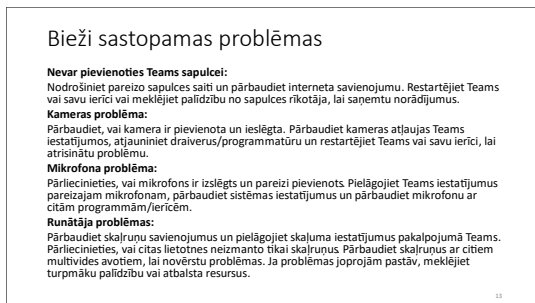 Bieži sastopamas problēmas
Nevar pievienoties Teams sapulcei:
Nodrošiniet pareizo sapulces saiti un pārbaudiet interneta savienojumu. Restartējiet Teams
vai savu ierīci vai meklējiet palīdzību no sapulces rīkotāja, lai saņemtu norādījumus.
Kameras problēma:
Pārbaudiet, vai kamera ir pievienota un ieslēgta. Pārbaudiet kameras atļaujas Teams
iestatījumos, atjauniniet draiverus/programmatūru un restartējiet Teams vai savu ierīci, lai
atrisinātu problēmu.
Mikrofona problēma:
Pārliecinieties, vai mikrofons ir izslēgts un pareizi pievienots. Pielāgojiet Teams iestatījumus
pareizajam mikrofonam, pārbaudiet sistēmas iestatījumus un pārbaudiet mikrofonu ar
citām programmām/ierīcēm.
Runātāja problēmas:
Pārbaudiet skaļruņu savienojumus un pielāgojiet skaļuma iestatījumus pakalpojumā Teams.
Pārliecinieties, vai citas lietotnes neizmanto tikai skaļruņus. Pārbaudiet skaļruņus ar citiem
multivides avotiem, lai novērstu problēmas. Ja problēmas joprojām pastāv, meklējiet
turpmāku palīdzību vai atbalsta resursus.
13